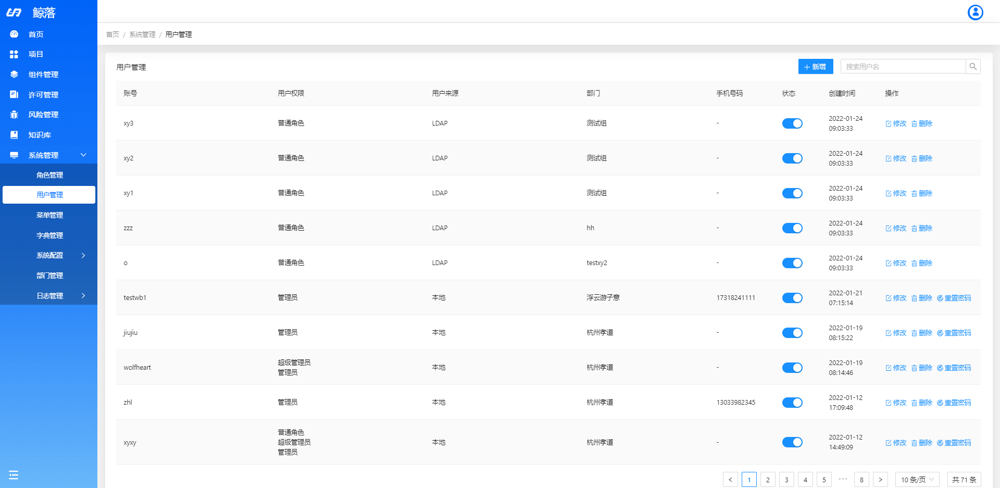 鲸落
首页
项目
组件管理
许可管理
风险管理
知识库
系统管理
角色管理
用户管理
菜单管理
字典管理
系统配置
部门管理
日志管理
首页 / 系统管理 / 用户管理
用户管理
新增
搜索用户名
账号 用户权限 用户来源 部门 手机号码 状态 创建时间 操作
xy3 普通角色 LDAP 测试组 - 2022-01-24 09:03:33 修改 删除
xy2 普通角色 LDAP 测试组 - 2022-01-24 09:03:33 修改 删除
xy1 普通角色 LDAP 测试组 - 2022-01-24 09:03:33 修改 删除
zzz 普通角色 LDAP hh - 2022-01-24 09:03:33 修改 删除
o 普通角色 LDAP testxy2 - 2022-01-24 09:03:33 修改 删除
testwb1 管理员 本地 浮云游子意 17318241111 2022-01-21 07:15:14 修改 删除 重置密码
jiujiu 管理员 本地 杭州孝道 - 2022-01-19 08:15:22 修改 删除 重置密码
wolfheart 超级管理员 管理员 本地 杭州孝道 - 2022-01-19 08:14:46 修改 删除 重置密码
zhl 管理员 本地 杭州孝道 13033982345 2022-01-12 17:09:48 修改 删除 重置密码
xyxy 普通角色 超级管理员 管理员 本地 杭州孝道 - 2022-01-12 14:49:09 修改 删除 重置密码
< 1 2 3 4 5 ••• 8 > 10 条/页 共 71 条